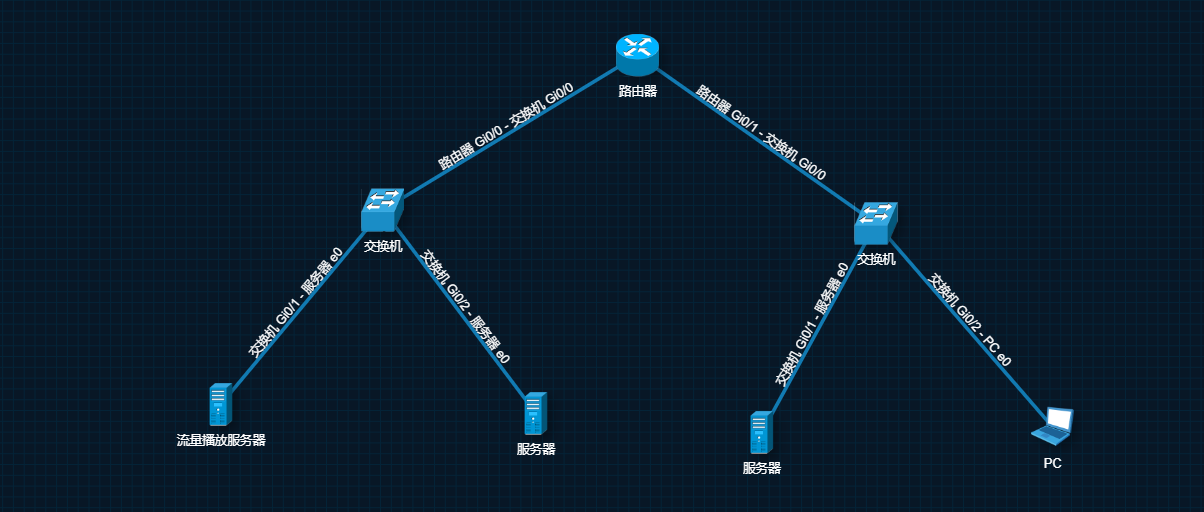 路由器
路由器 Gi0/0 - 交换机 Gi0/0
路由器 Gi0/1 - 交换机 Gi0/0
交换机
交换机
交换机 Gi0/1 - 服务器 e0
交换机 Gi0/2 - 服务器 e0
交换机 Gi0/1 - 服务器 e0
交换机 Gi0/2 - PC e0
流量播放服务器
服务器
服务器
PC